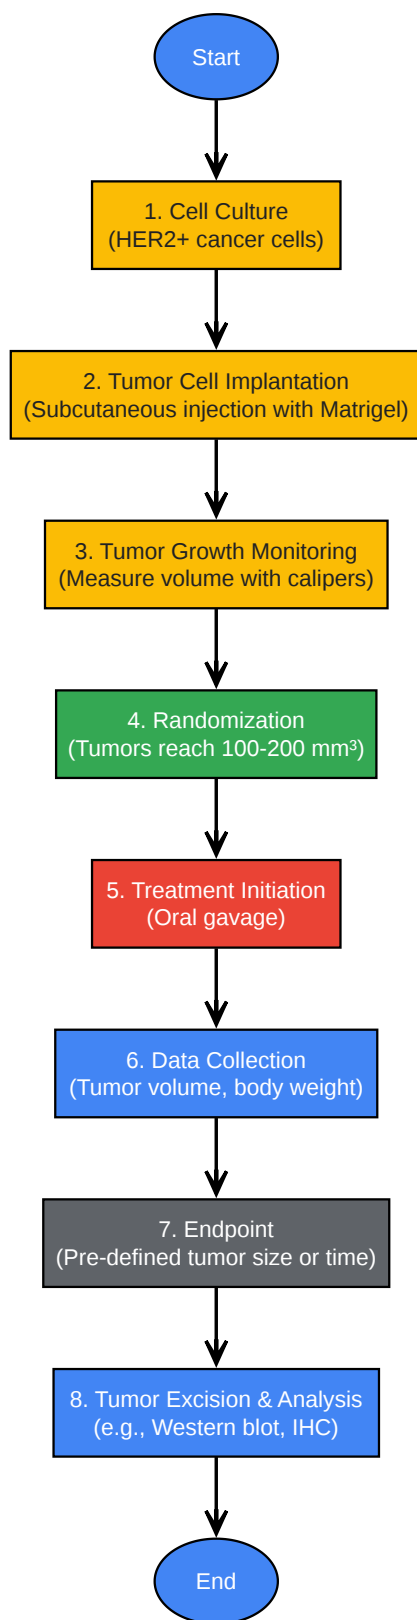 Start
1. Cell Culture
(HER2+ cancer cells)
2. Tumor Cell Implantation
(Subcutaneous injection with Matrigel)
3. Tumor Growth Monitoring
(Measure volume with calipers)
4. Randomization
(Tumors reach 100-200 mm³)
5. Treatment Initiation
(Oral gavage)
6. Data Collection
(Tumor volume, body weight)
7. Endpoint
(Pre-defined tumor size or time)
8. Tumor Excision & Analysis
(e.g., Western blot, IHC)
End